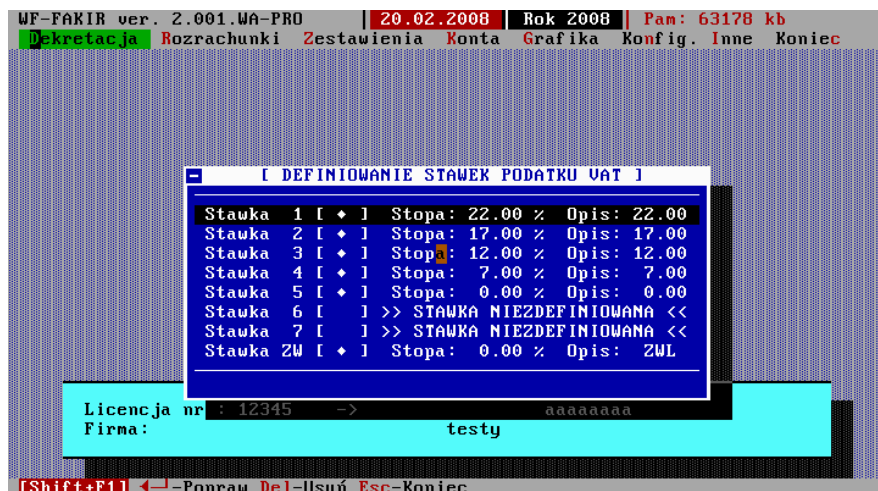 WF-FAKIR ver. 2.001.WA-PRO | 20.02.2008 | Rok 2008 | Pam: 63178 kb
Dekretacja Rozrachunki Zestawienia Konta Grafika Konfig. Inne Koniec
[ DEFINIOWANIE STAWEK PODATKU VAT ]
Stawka 1 [ ♦ ] Stopa: 22.00 % Opis: 22.00
Stawka 2 [ ♦ ] Stopa: 17.00 % Opis: 17.00
Stawka 3 [ ♦ ] Stopa: 12.00 % Opis: 12.00
Stawka 4 [ ♦ ] Stopa: 7.00 % Opis: 7.00
Stawka 5 [ ♦ ] Stopa: 0.00 % Opis: 0.00
Stawka 6 [ ] >> STAWKA NIEZDEFINIOWANA <<
Stawka 7 [ ] >> STAWKA NIEZDEFINIOWANA <<
Stawka ZW [ ♦ ] Stopa: 0.00 % Opis: ZWL
Licencja nr : 12345 -> aaaaaaaa
Firma: testy
[Shift+F1] ◄─┘-Popraw Del-Usuń Esc-Koniec